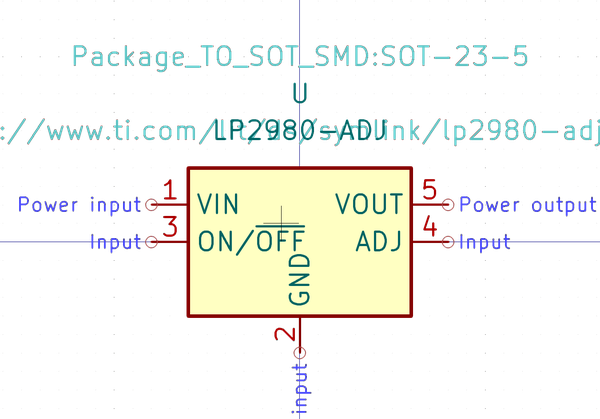 Package_TO_SOT_SMD:SOT-23-5
U
LP2980-ADJ
://www.ti.com/lit/ds/symlink/lp2980-adj
Power input 1 VIN VOUT 5 Power output
Input 3 ON/OFF ADJ 4 Input
GND
2
input